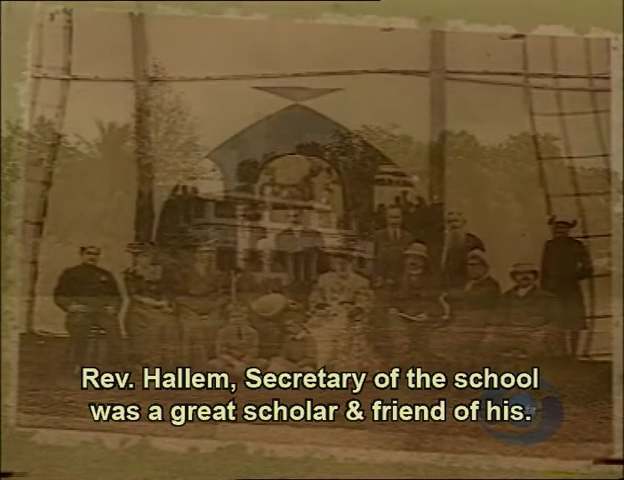 Rev. Hallem, Secretary of the school
was a great scholar & friend of his.